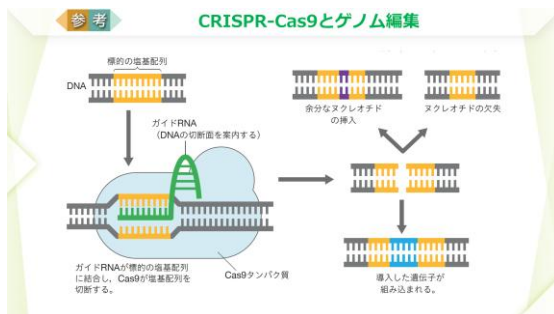 参考
CRISPR-Cas9とゲノム編集
標的の塩基配列
DNA
ガイドRNA
(DNAの切断面を案内する)
余分なヌクレオチド
の挿入
ヌクレオチドの欠失
ガイドRNAが標的の塩基配列
に結合し、Cas9が塩基配列を
切断する。
Cas9タンパク質
導入した遺伝子が
組み込まれる。